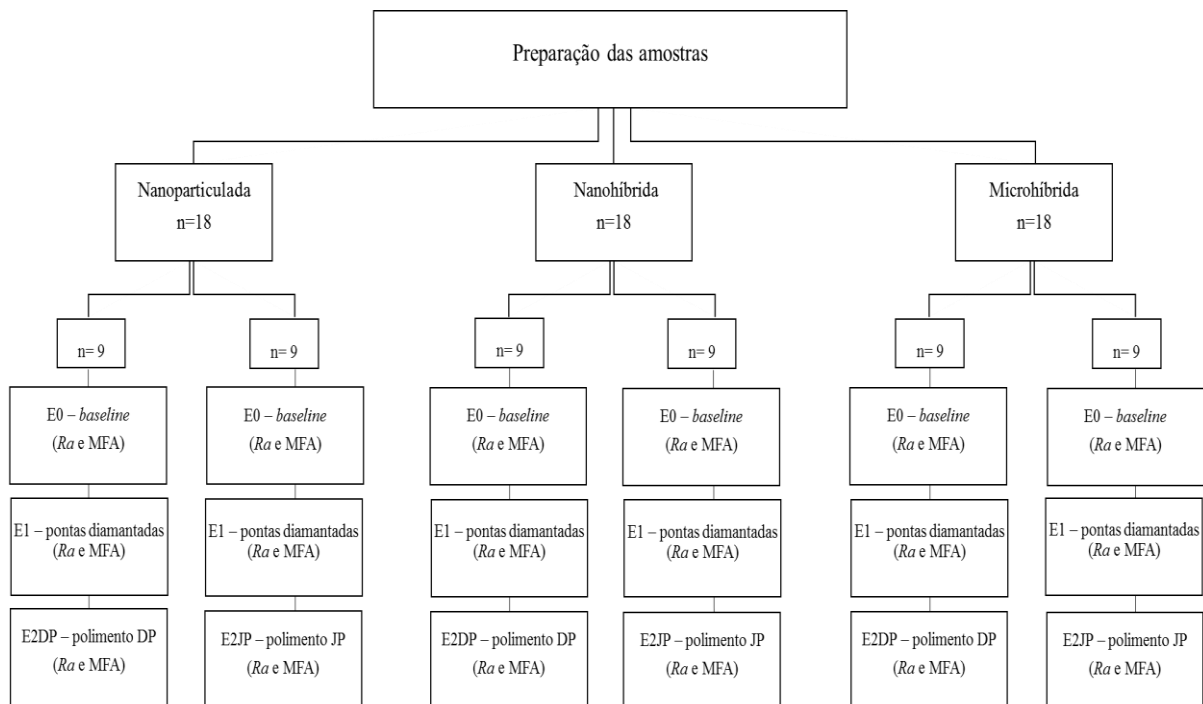 Preparação das amostras
Nanoparticulada
n=18
Nanohíbrida
n=18
Microhíbrida
n=18
n= 9
n= 9
n= 9
n= 9
n= 9
n= 9
E0 – baseline
(Ra e MFA)
E0 – baseline
(Ra e MFA)
E0 – baseline
(Ra e MFA)
E0 – baseline
(Ra e MFA)
E0 – baseline
(Ra e MFA)
E0 – baseline
(Ra e MFA)
E1 – pontas diamantadas
(Ra e MFA)
E1 – pontas diamantadas
(Ra e MFA)
E1 – pontas diamantadas
(Ra e MFA)
E1 – pontas diamantadas
(Ra e MFA)
E1 – pontas diamantadas
(Ra e MFA)
E1 – pontas diamantadas
(Ra e MFA)
E2DP – polimento DP
(Ra e MFA)
E2JP – polimento JP
(Ra e MFA)
E2DP – polimento DP
(Ra e MFA)
E2JP – polimento JP
(Ra e MFA)
E2DP – polimento DP
(Ra e MFA)
E2JP – polimento JP
(Ra e MFA)